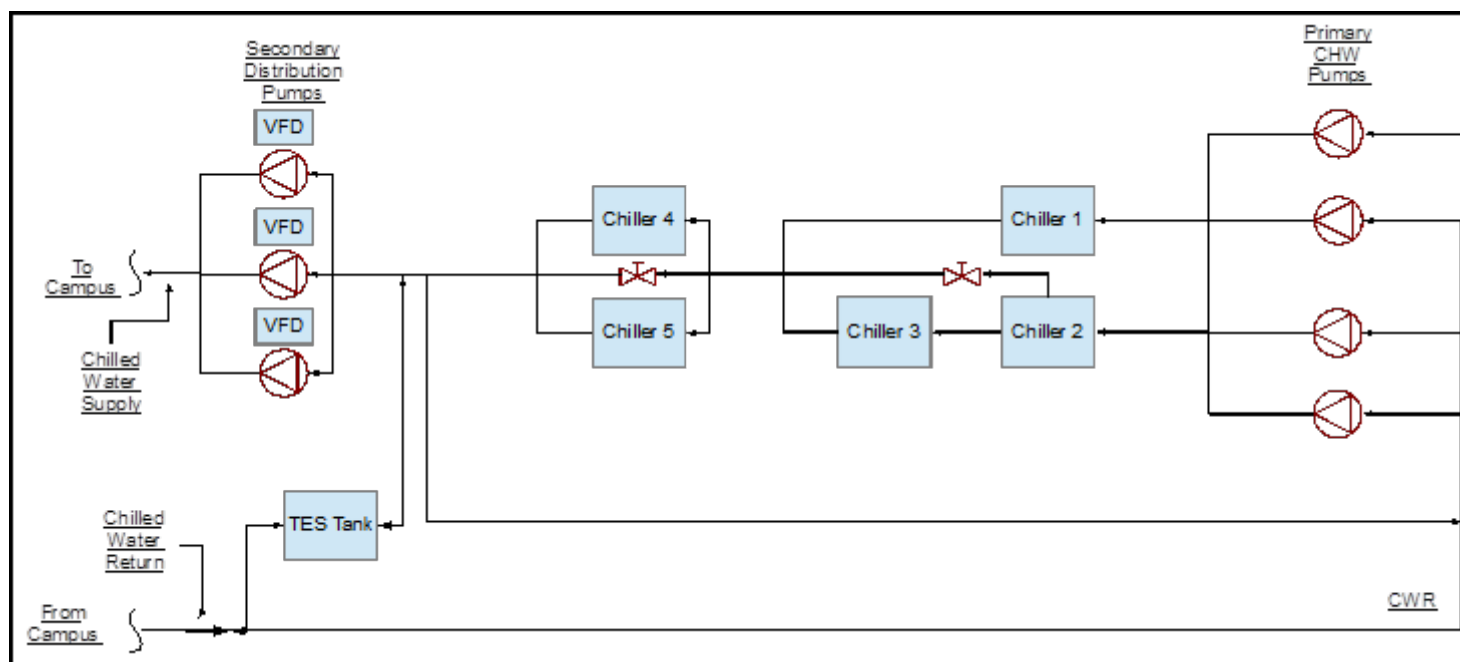 Secondary
Distribution
Pumps
VFD
VFD
VFD
To
Campus
Chilled
Water
Supply
Chiller 4
Chiller 5
Chiller 1
Chiller 3
Chiller 2
Primary
CHW
Pumps
TES Tank
Chilled
Water
Return
From
Campus
CWR